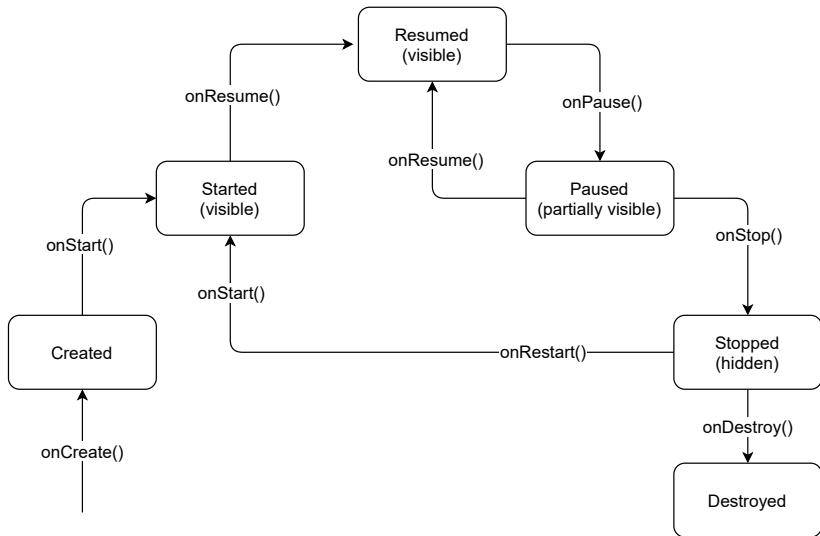 Resumed
(visible)
onResume()
onPause()
onResume()
Started
(visible)
Paused
(partially visible)
onStart()
onStop()
onStart()
Created
onRestart()
Stopped
(hidden)
onCreate()
onDestroy()
Destroyed